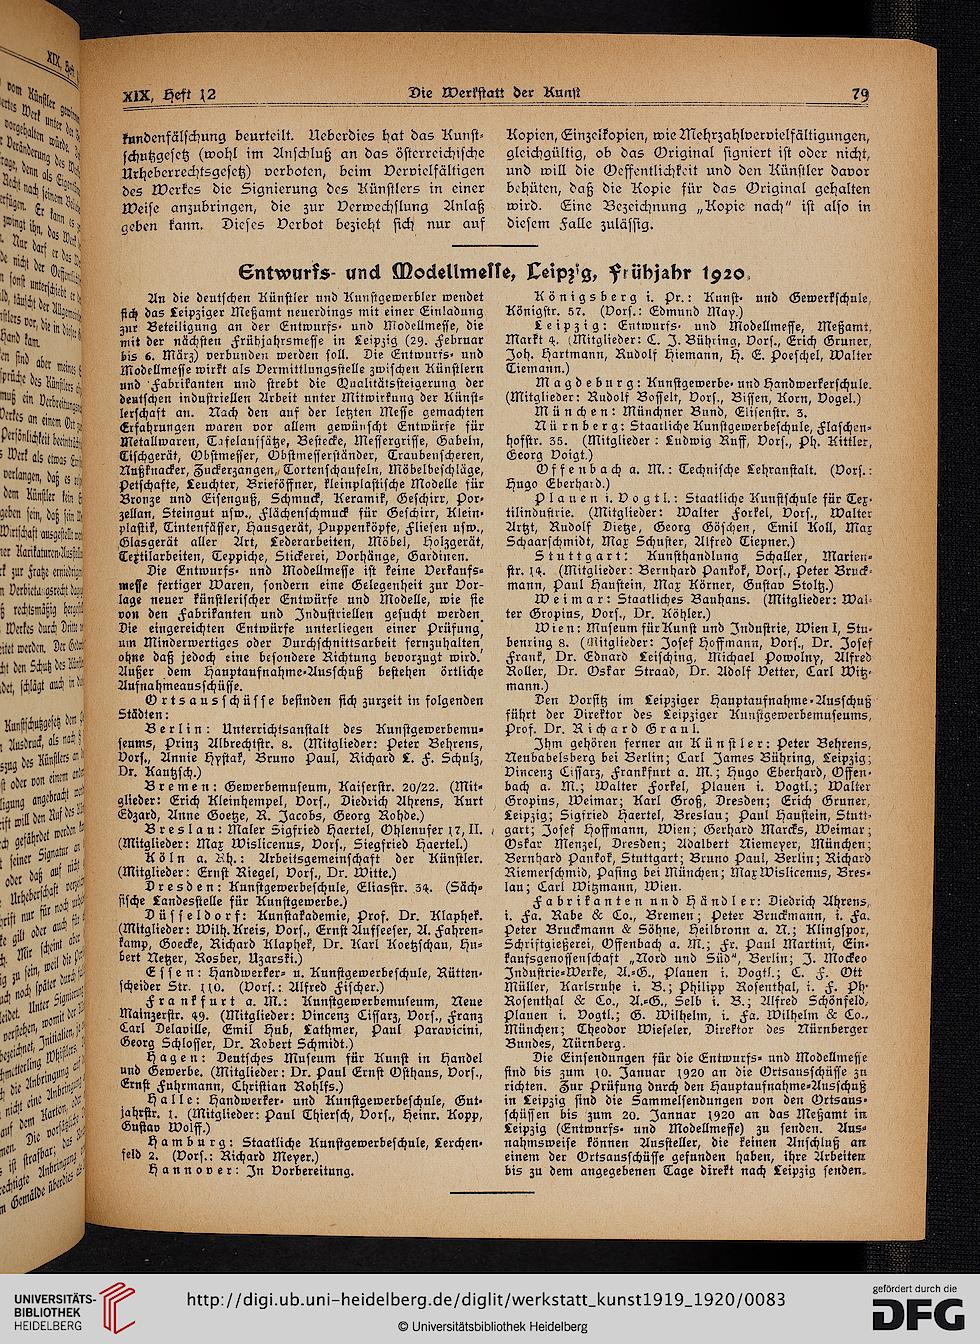 XIX, Heft 12
Die Werkstatt der Kunst
79
kundenfälschung beurteilt. Ueberdies hat das Kunst-
schutzgesetz (wohl im Anschluß an das österreichische
Urheberrechtsgesetz) verboten, beim Vervielfältigen
des Werkes die Signierung des Künstlers in einer
Weise anzubringen, die zur Verwechslung Anlaß
geben kann. Dieses Verbot bezieht sich nur auf
Kopien, Einzelkopien, wie Mehrzahlvervielfältigungen,
gleichgültig, ob das Original signiert ist oder nicht,
und will die Oeffentlichkeit und den Künstler davor
behüten, daß die Kopie für das Original gehalten
wird. Eine Bezeichnung „Kopie nach“ ist also in
diesem Falle zulässig.
Entwurfs- und Modellmesse, Leipzig, Frühjahr 1920.
An die deutschen Künstler und Kunstgewerbler wendet
sich das Leipziger Meßamt neuerdings mit einer Einladung
zur Beteiligung an der Entwurfs- und Modellmesse, die
mit der nächsten Frühjahrsmesse in Leipzig (29. Februar
bis 6. März) verbunden werden soll. Die Entwurfs- und
Modellmesse wirkt als Vermittlungsstelle zwischen Künstlern
und Fabrikanten und strebt die Qualitätssteigerung der
deutschen industriellen Arbeit unter Mitwirkung der Künst-
lerschaft an. Nach den auf der letzten Messe gemachten
Erfahrungen waren vor allem gewünscht Entwürfe für
Metallwaren, Tafelaufsätze, Bestecke, Messergriffe, Gabeln,
Tischgerät, Obstmesser, Obstmesserständer, Traubenscheren,
Nußknacker, Zuckerzangen, Tortenschaufeln, Möbelbeschläge,
Petschafte, Leuchter, Brieföffner, kleinplastische Modelle für
Bronze und Eisenguß, Schmuck, Keramik, Geschirr, Por-
zellan, Steingut usw., Flächenschmuck für Geschirr, Klein-
plastik, Tintenfässer, Hausgerät, Puppenköpfe, Fliesen usw.,
Glasgerät aller Art, Lederarbeiten, Möbel, Holzgerät,
Textilarbeiten, Teppiche, Stickerei, Vorhänge, Gardinen.
Die Entwurfs- und Modellmesse ist keine Verkaufs-
messe fertiger Waren, sondern eine Gelegenheit zur Vor-
lage neuer künstlerischer Entwürfe und Modelle, wie sie
von den Fabrikanten und Industriellen gesucht werden.
Die eingereichten Entwürfe unterliegen einer Prüfung,
um Minderwertiges oder Durchschnittsarbeit fernzuhalten,
ohne daß jedoch eine besondere Richtung bevorzugt wird.
Außer dem Hauptaufnahme-Ausschuß bestehen örtliche
Aufnahmeausschüsse.
Ortsausschüsse befinden sich zurzeit in folgenden
Städten:
Berlin: Unterrichtsanstalt des Kunstgewerbemu-
seums, Prinz Albrechtstr. 8. (Mitglieder: Peter Behrens,
Vors., Annie Hystak, Bruno Paul, Richard L. F. Schulz,
Dr. Kautzsch.)
Bremen: Gewerbemuseum, Kaiserstr. 20/22. (Mit-
glieder: Erich Kleinhempel, Vors., Diedrich Ahrens, Kurt
Edzard, Anne Goetze, R. Jacobs, Georg Rohde.)
Breslau: Maler Sigfried Haertel, Ohlenufer 17, II.
(Mitglieder: Max Wislicenus, Vors., Siegfried Haertel.)
Köln a. Rh.: Arbeitsgemeinschaft der Künstler.
(Mitglieder: Ernst Riegel, Vors., Dr. Witte.)
Dresden: Kunstgewerbeschule, Eliasstr. 34. (Säch-
sische Landesstelle für Kunstgewerbe.)
Düsseldorf: Kunstakademie, Prof. Dr. Klaphek.
(Mitglieder: Wilh. Kreis, Vors., Ernst Aufseeser, A. Fahren-
kamp, Goecke, Richard Klaphek, Dr. Karl Koetzschau, Hu-
bert Netzer, Rosber, Uzarski.)
Essen: Handwerker- u. Kunstgewerbeschule, Rütten-
scheider Str. 110. (Vors.: Alfred Fischer.)
Frankfurt a. M.: Kunstgewerbemuseum, Neue
Mainzerstr. 49. (Mitglieder: Vincenz Cissarz, Vors., Franz
Carl Delaville, Emil Hub, Lathmer, Paul Paravicini,
Georg Schlosser, Dr. Robert Schmidt.)
Hagen: Deutsches Museum für Kunst in Handel
und Gewerbe. (Mitglieder: Dr. Paul Ernst Osthaus, Vors.,
Ernst Fuhrmann, Christian Rohlfs.)
Halle: Handwerker- und Kunstgewerbeschule, Gut-
jahrstr. 1. (Mitglieder: Paul Thiersch, Vors., Heinr. Kopp,
Gustav Wolff.)
Hamburg: Staatliche Kunstgewerbeschule, Lerchen-
feld 2. (Vors.: Richard Meyer.)
Hannover: In Vorbereitung.
Königsberg i. Pr.: Kunst- und Gewerkschule,
Königstr. 57. (Vors.: Edmund May.)
Leipzig: Entwurfs- und Modellmesse, Meßamt,
Markt 4. (Mitglieder: C. J. Bühring, Vors., Erich Gruner,
Joh. Hartmann, Rudolf Hiemann, H. E. Poeschel, Walter
Tiemann.)
Magdeburg: Kunstgewerbe- und Handwerkerschule.
(Mitglieder: Rudolf Bosselt, Vors., Bissen, Korn, Vogel.)
München: Münchner Bund, Elisenstr. 3.
Nürnberg: Staatliche Kunstgewerbeschule, Flaschen-
hofstr. 35. (Mitglieder: Ludwig Ruff, Vors., Ph. Kittler,
Georg Voigt.)
Offenbach a. M.: Technische Lehranstalt. (Vors.:
Hugo Eberhard.)
Plauen i. Vogtl.: Staatliche Kunstschule für Tex-
tilindustrie. (Mitglieder: Walter Forkel, Vors., Walter
Artzt, Rudolf Dietze, Georg Göschen, Emil Koll, Max
Schaarschmidt, Max Schuster, Alfred Tiepner.)
Stuttgart: Kunsthandlung Schaller, Marien-
str. 14. (Mitglieder: Bernhard Pankok, Vors., Peter Bruck-
mann, Paul Haustein, Max Körner, Gustav Stoltz.)
Weimar: Staatliches Bauhaus. (Mitglieder: Wal-
ter Gropius, Vors., Dr. Köhler.)
Wien: Museum für Kunst und Industrie, Wien I, Stu-
benring 8. (Mitglieder: Josef Hoffmann, Vors., Dr. Josef
Frank, Dr. Eduard Leisching, Michael Powolny, Alfred
Roller, Dr. Oskar Straad, Dr. Adolf Vetter, Carl Witz-
mann.)
Den Vorsitz im Leipziger Hauptaufnahme-Ausschuß
führt der Direktor des Leipziger Kunstgewerbemuseums,
Prof. Dr. Richard Graul.
Ihm gehören ferner an Künstler: Peter Behrens,
Neubabelsberg bei Berlin; Carl James Bühring, Leipzig;
Vincenz Cissarz, Frankfurt a. M.; Hugo Eberhard, Offen-
bach a. M.; Walter Forkel, Plauen i. Vogtl.; Walter
Gropius, Weimar; Karl Groß, Dresden; Erich Gruner,
Leipzig; Sigfried Haertel, Breslau; Paul Haustein, Stutt-
gart; Josef Hoffmann, Wien; Gerhard Marcks, Weimar;
Oskar Menzel, Dresden; Adalbert Niemeyer, München;
Bernhard Pankok, Stuttgart; Bruno Paul, Berlin; Richard
Riemerschmid, Pasing bei München; Max Wislicenus, Bres-
lau; Carl Witzmann, Wien.
Fabrikanten und Händler: Diedrich Ahrens,
i. Fa. Rabe & Co., Bremen; Peter Bruckmann, i. Fa.
Peter Bruckmann & Söhne, Heilbronn a. N.; Klingspor,
Schriftgießerei, Offenbach a. M.; Fr. Paul Martini, Ein-
kaufsgenossenschaft „Nord und Süd“, Berlin; J. Mockeo
Industrie-Werke, A.-G., Plauen i. Vogtl.; C. F. Ott
Müller, Karlsruhe i. B.; Philipp Rosenthal, i. F. Ph.
Rosenthal & Co., A.-G., Selb i. B.; Alfred Schönfeld,
Plauen i. Vogtl.; G. Wilhelm, i. Fa. Wilhelm & Co.,
München; Theodor Wieseler, Direktor des Nürnberger
Bundes, Nürnberg.
Die Einsendungen für die Entwurfs- und Modellmesse
sind bis zum 10. Januar 1920 an die Ortsausschüsse zu
richten. Zur Prüfung durch den Hauptaufnahme-Ausschuß
in Leipzig sind die Sammelsendungen von den Ortsaus-
schüssen bis zum 20. Januar 1920 an das Meßamt in
Leipzig (Entwurfs- und Modellmesse) zu senden. Aus-
nahmsweise können Aussteller, die keinen Anschluß an
einem der Ortsausschüsse gefunden haben, ihre Arbeiten
bis zu dem angegebenen Tage direkt nach Leipzig senden.
UNIVERSITÄTS-
BIBLIOTHEK
HEIDELBERG
http://digi.ub.uni-heidelberg.de/diglit/werkstatt_kunst1919_1920/0083
© Universitätsbibliothek Heidelberg
gefördert durch die
DFG